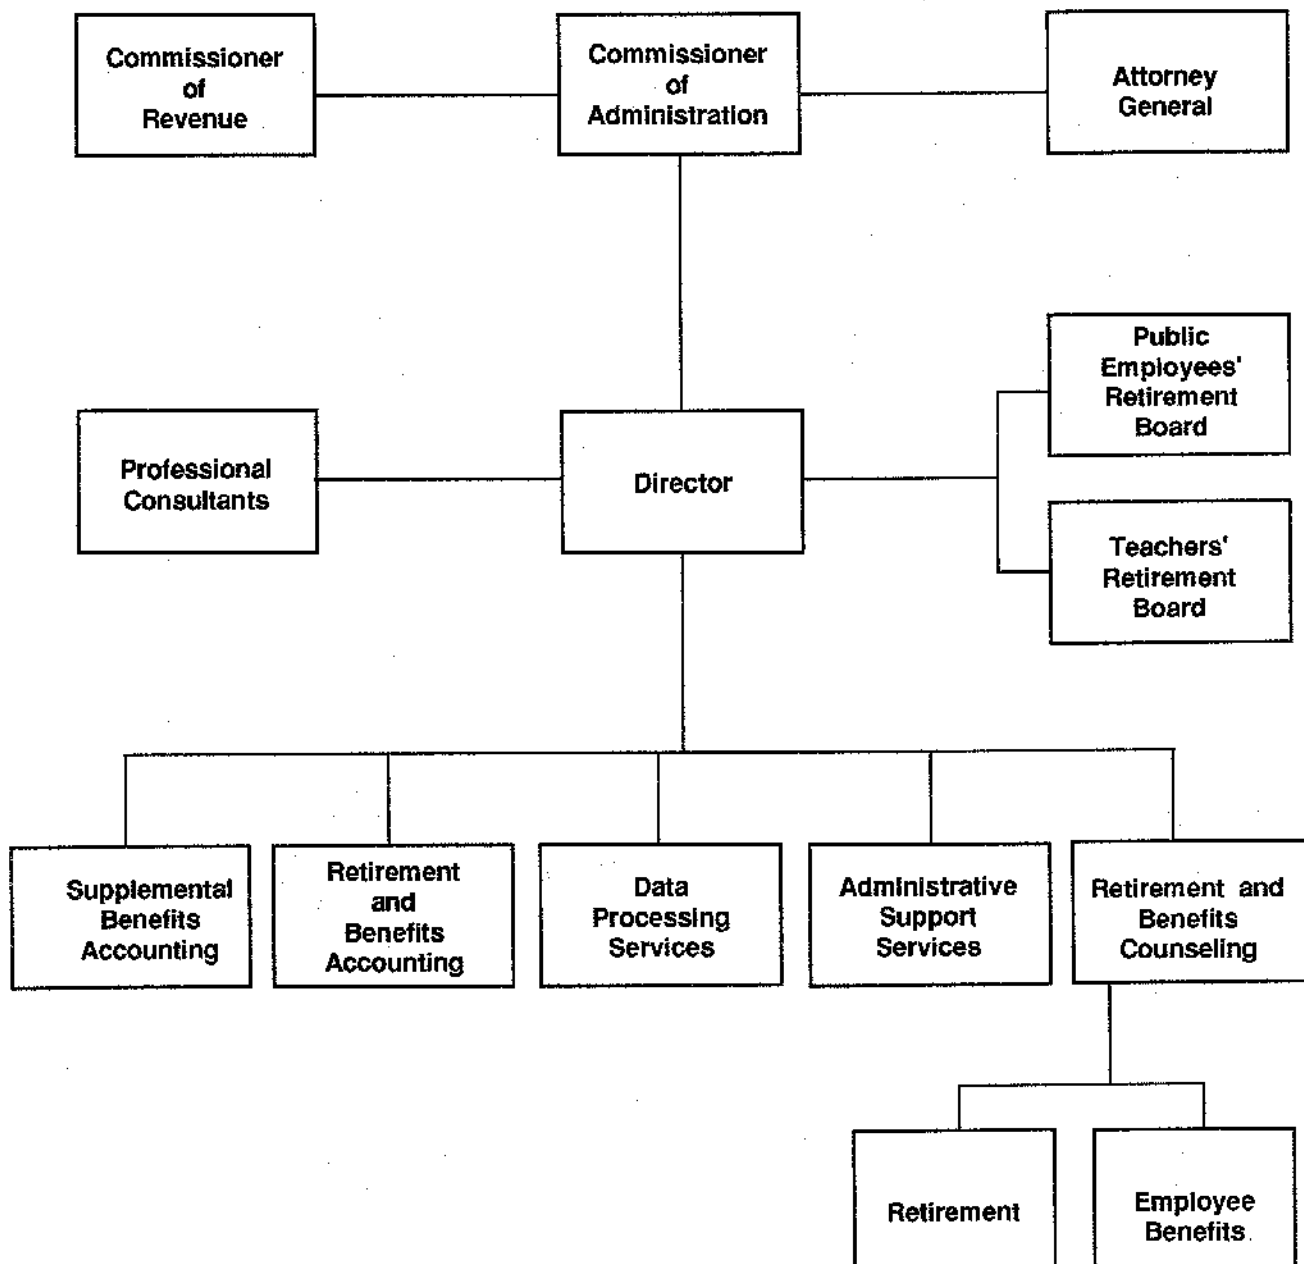 Commissioner
of
Revenue
Commissioner
of
Administration
Attorney
General
Public
Employees'
Retirement
Board
Professional
Consultants
Director
Teachers'
Retirement
Board
Supplemental
Benefits
Accounting
Retirement
and
Benefits
Accounting
Data
Processing
Services
Administrative
Support
Services
Retirement and
Benefits
Counseling
Retirement
Employee
Benefits